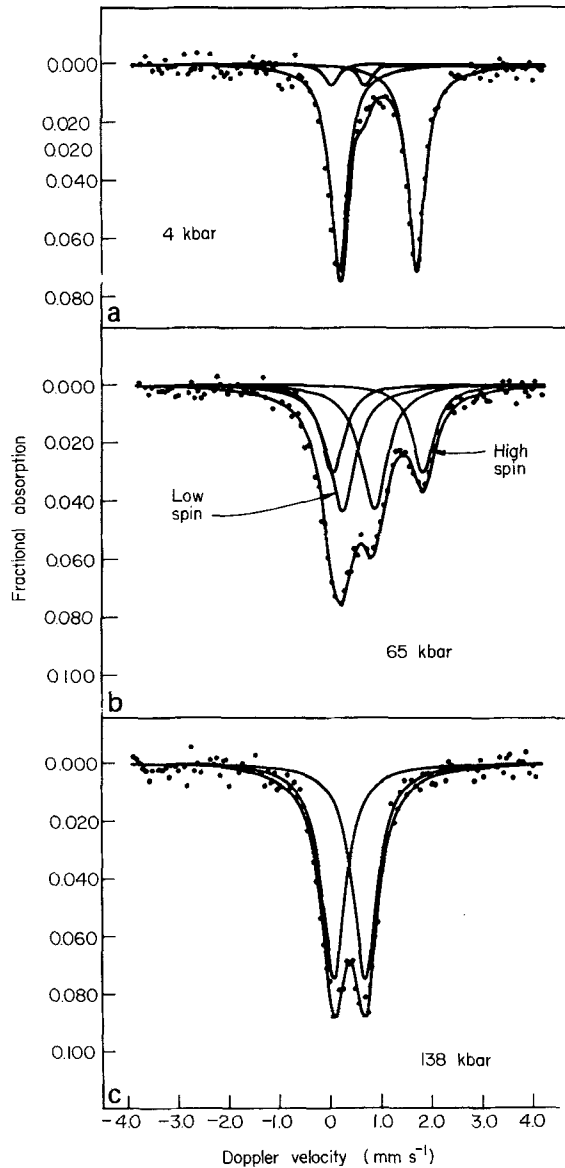 0.000
0.020
0.020
0.040
0.060
0.080
4 kbar
a
0.000
0.020
0.040
0.060
0.080
0.100
Low
spin
High
spin
65 kbar
b
Fractional absorption
0.000
0.020
0.040
0.060
0.080
0.100
138 kbar
c
-4.0 -3.0 -2.0 -1.0 0 1.0 2.0 3.0 4.0
Doppler velocity (mm s⁻¹)